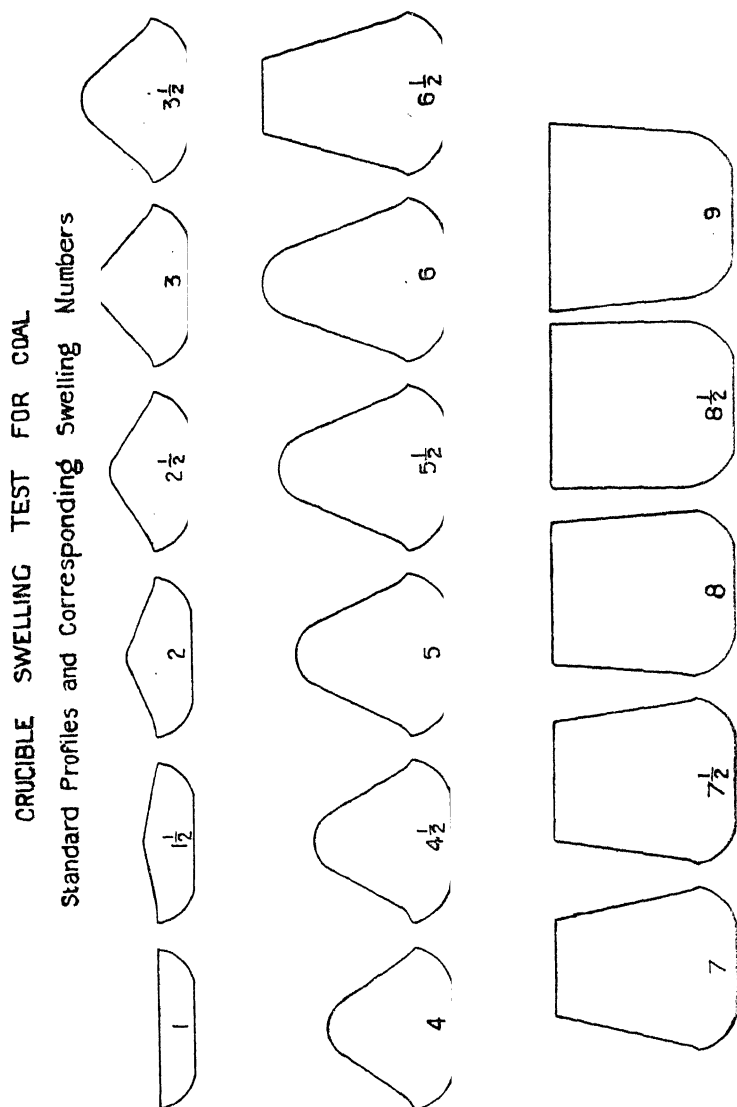 CRUCIBLE SWELLING TEST FOR COAL
Standard Profiles and Corresponding Swelling Numbers
1 1½ 2 2½ 3 3½
4 4½ 5 5½ 6 6½
7 7½ 8 8½ 9